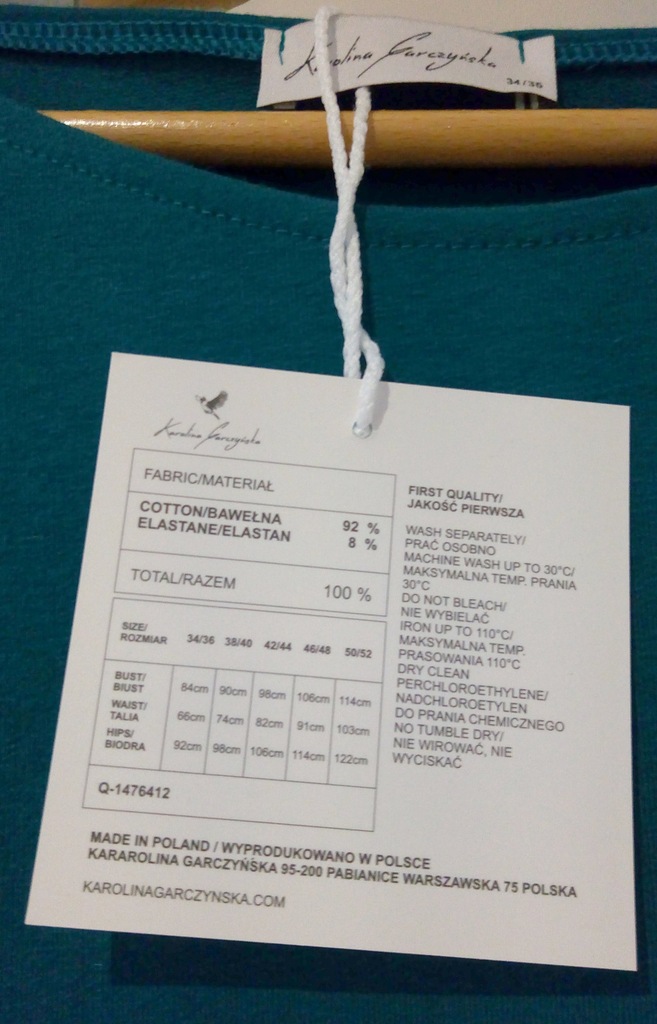 Karolina Garczyńska
34/36
Karolina Garczyńska
FABRIC/MATERIAŁ
COTTON/BAWEŁNA 92 %
ELASTANE/ELASTAN 8 %
TOTAL/RAZEM 100 %
SIZE/
ROZMIAR 34/36 38/40 42/44 46/48 50/52
BUST/
BIUST 84cm 90cm 98cm 106cm 114cm
WAIST/
TALIA 66cm 74cm 82cm 91cm 103cm
HIPS/
BIODRA 92cm 98cm 106cm 114cm 122cm
Q-1476412
FIRST QUALITY/
JAKOŚĆ PIERWSZA
WASH SEPARATELY/
PRAĆ OSOBNO
MACHINE WASH UP TO 30°C/
MAKSYMALNA TEMP. PRANIA
30°C
DO NOT BLEACH/
NIE WYBIELAĆ
IRON UP TO 110°C/
MAKSYMALNA TEMP.
PRASOWANIA 110°C
DRY CLEAN
PERCHLOROETHYLENE/
NADCHLOROETYLEN
DO PRANIA CHEMICZNEGO
NO TUMBLE DRY/
NIE WIROWAĆ, NIE
WYCISKAĆ
MADE IN POLAND / WYPRODUKOWANO W POLSCE
KARAROLINA GARCZYŃSKA 95-200 PABIANICE WARSZAWSKA 75 POLSKA
KAROLINAGARCZYNSKA.COM